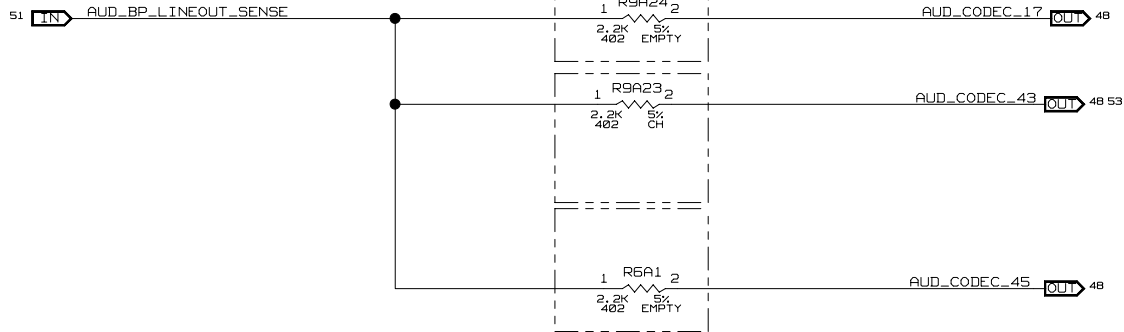 R9A24
51 IN AUD_BP_LINEOUT_SENSE 1 2 AUD_CODEC_17 OUT 48
2.2K 5%
402 EMPTY
R9A23
1 2 AUD_CODEC_43 OUT 48 53
2.2K 5%
402 CH
R6A1
1 2 AUD_CODEC_45 OUT 48
2.2K 5%
402 EMPTY